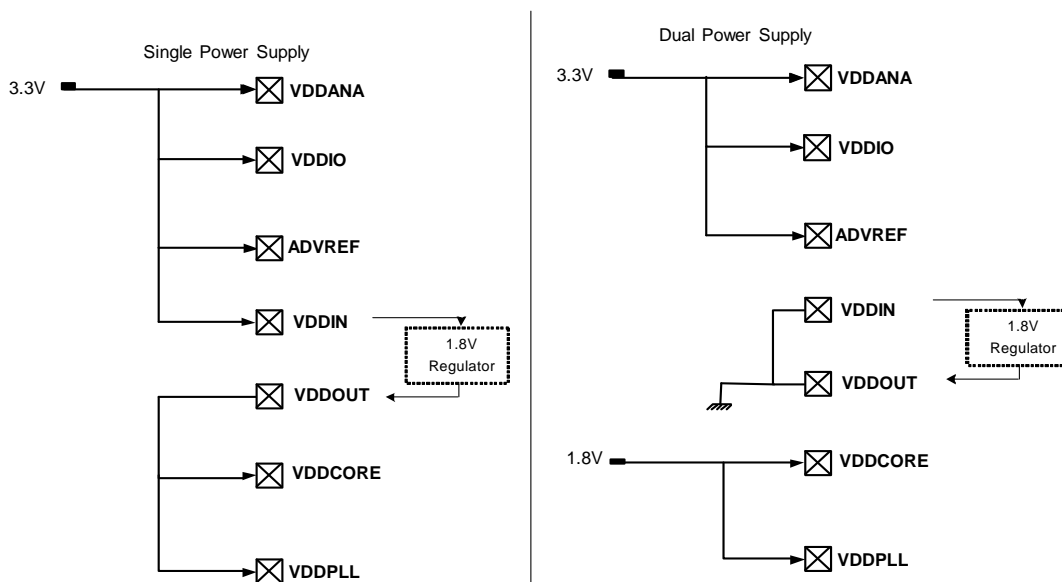 Single Power Supply
3.3V
VDDANA
VDDIO
ADVREF
VDDIN
1.8V
Regulator
VDDOUT
VDDCORE
VDDPLL
Dual Power Supply
3.3V
VDDANA
VDDIO
ADVREF
VDDIN
1.8V
Regulator
VDDOUT
1.8V
VDDCORE
VDDPLL